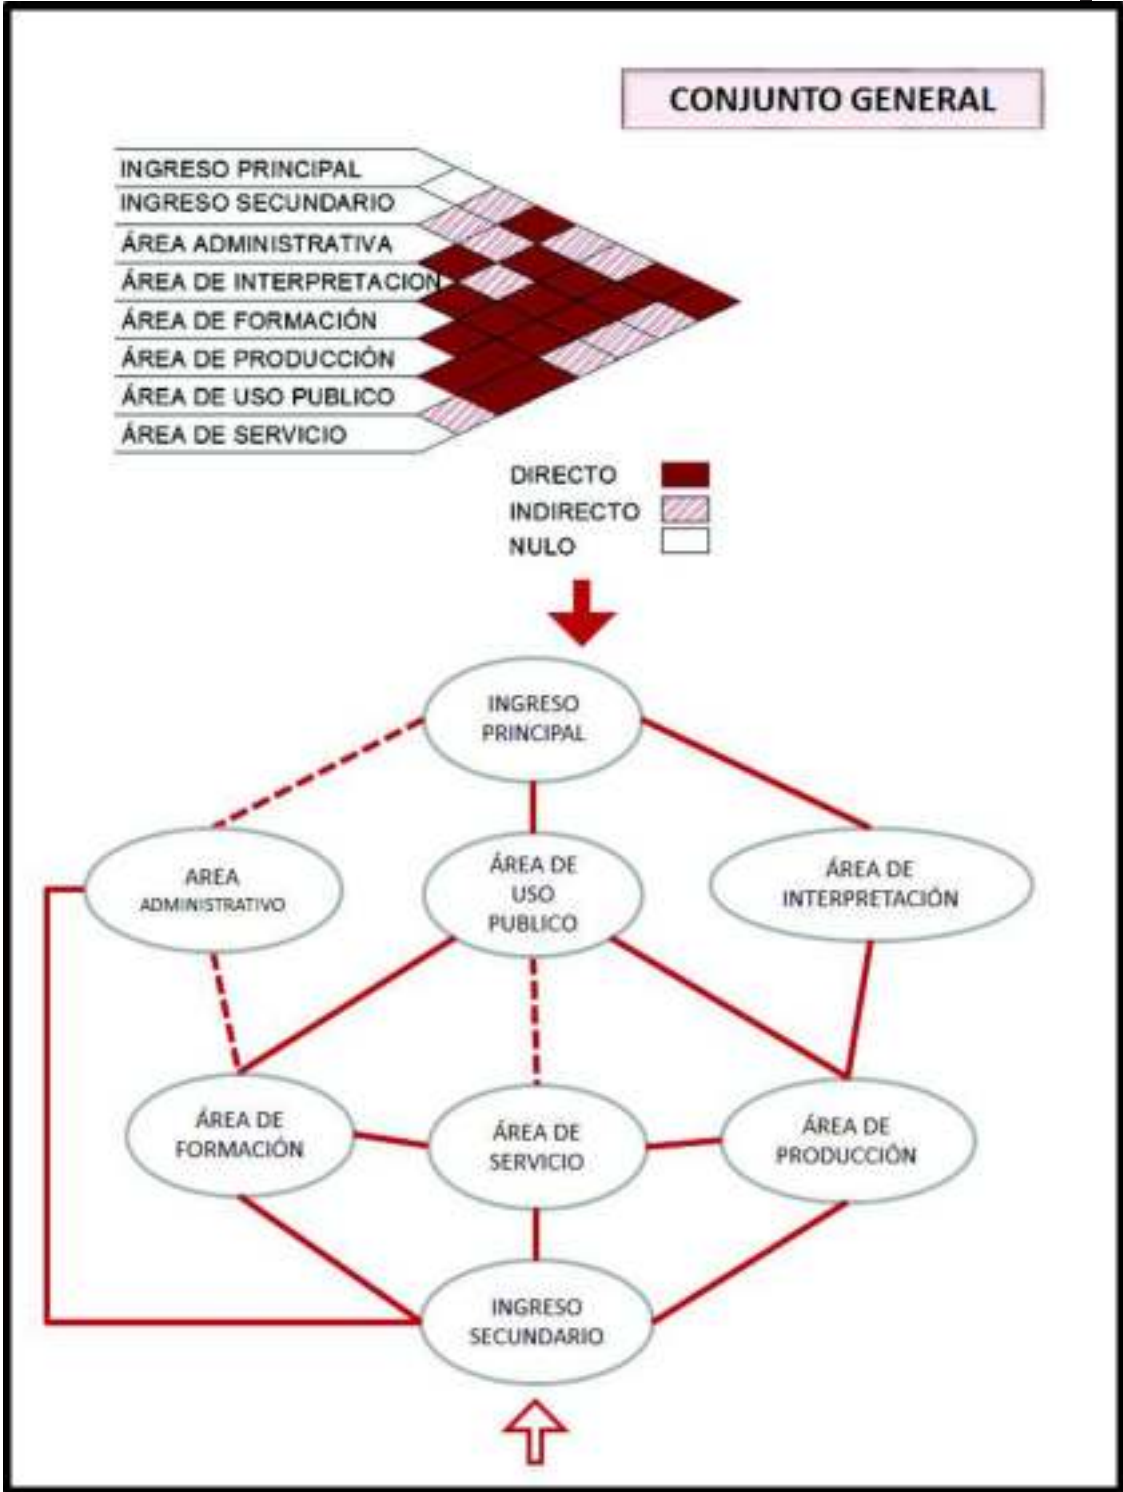 CONJUNTO GENERAL
INGRESO PRINCIPAL
INGRESO SECUNDARIO
ÁREA ADMINISTRATIVA
ÁREA DE INTERPRETACION
ÁREA DE FORMACIÓN
ÁREA DE PRODUCCIÓN
ÁREA DE USO PUBLICO
ÁREA DE SERVICIO
DIRECTO
INDIRECTO
NULO
INGRESO
PRINCIPAL
AREA
ADMINISTRATIVO
ÁREA DE
USO
PUBLICO
ÁREA DE
INTERPRETACIÓN
ÁREA DE
FORMACIÓN
ÁREA DE
SERVICIO
ÁREA DE
PRODUCCIÓN
INGRESO
SECUNDARIO